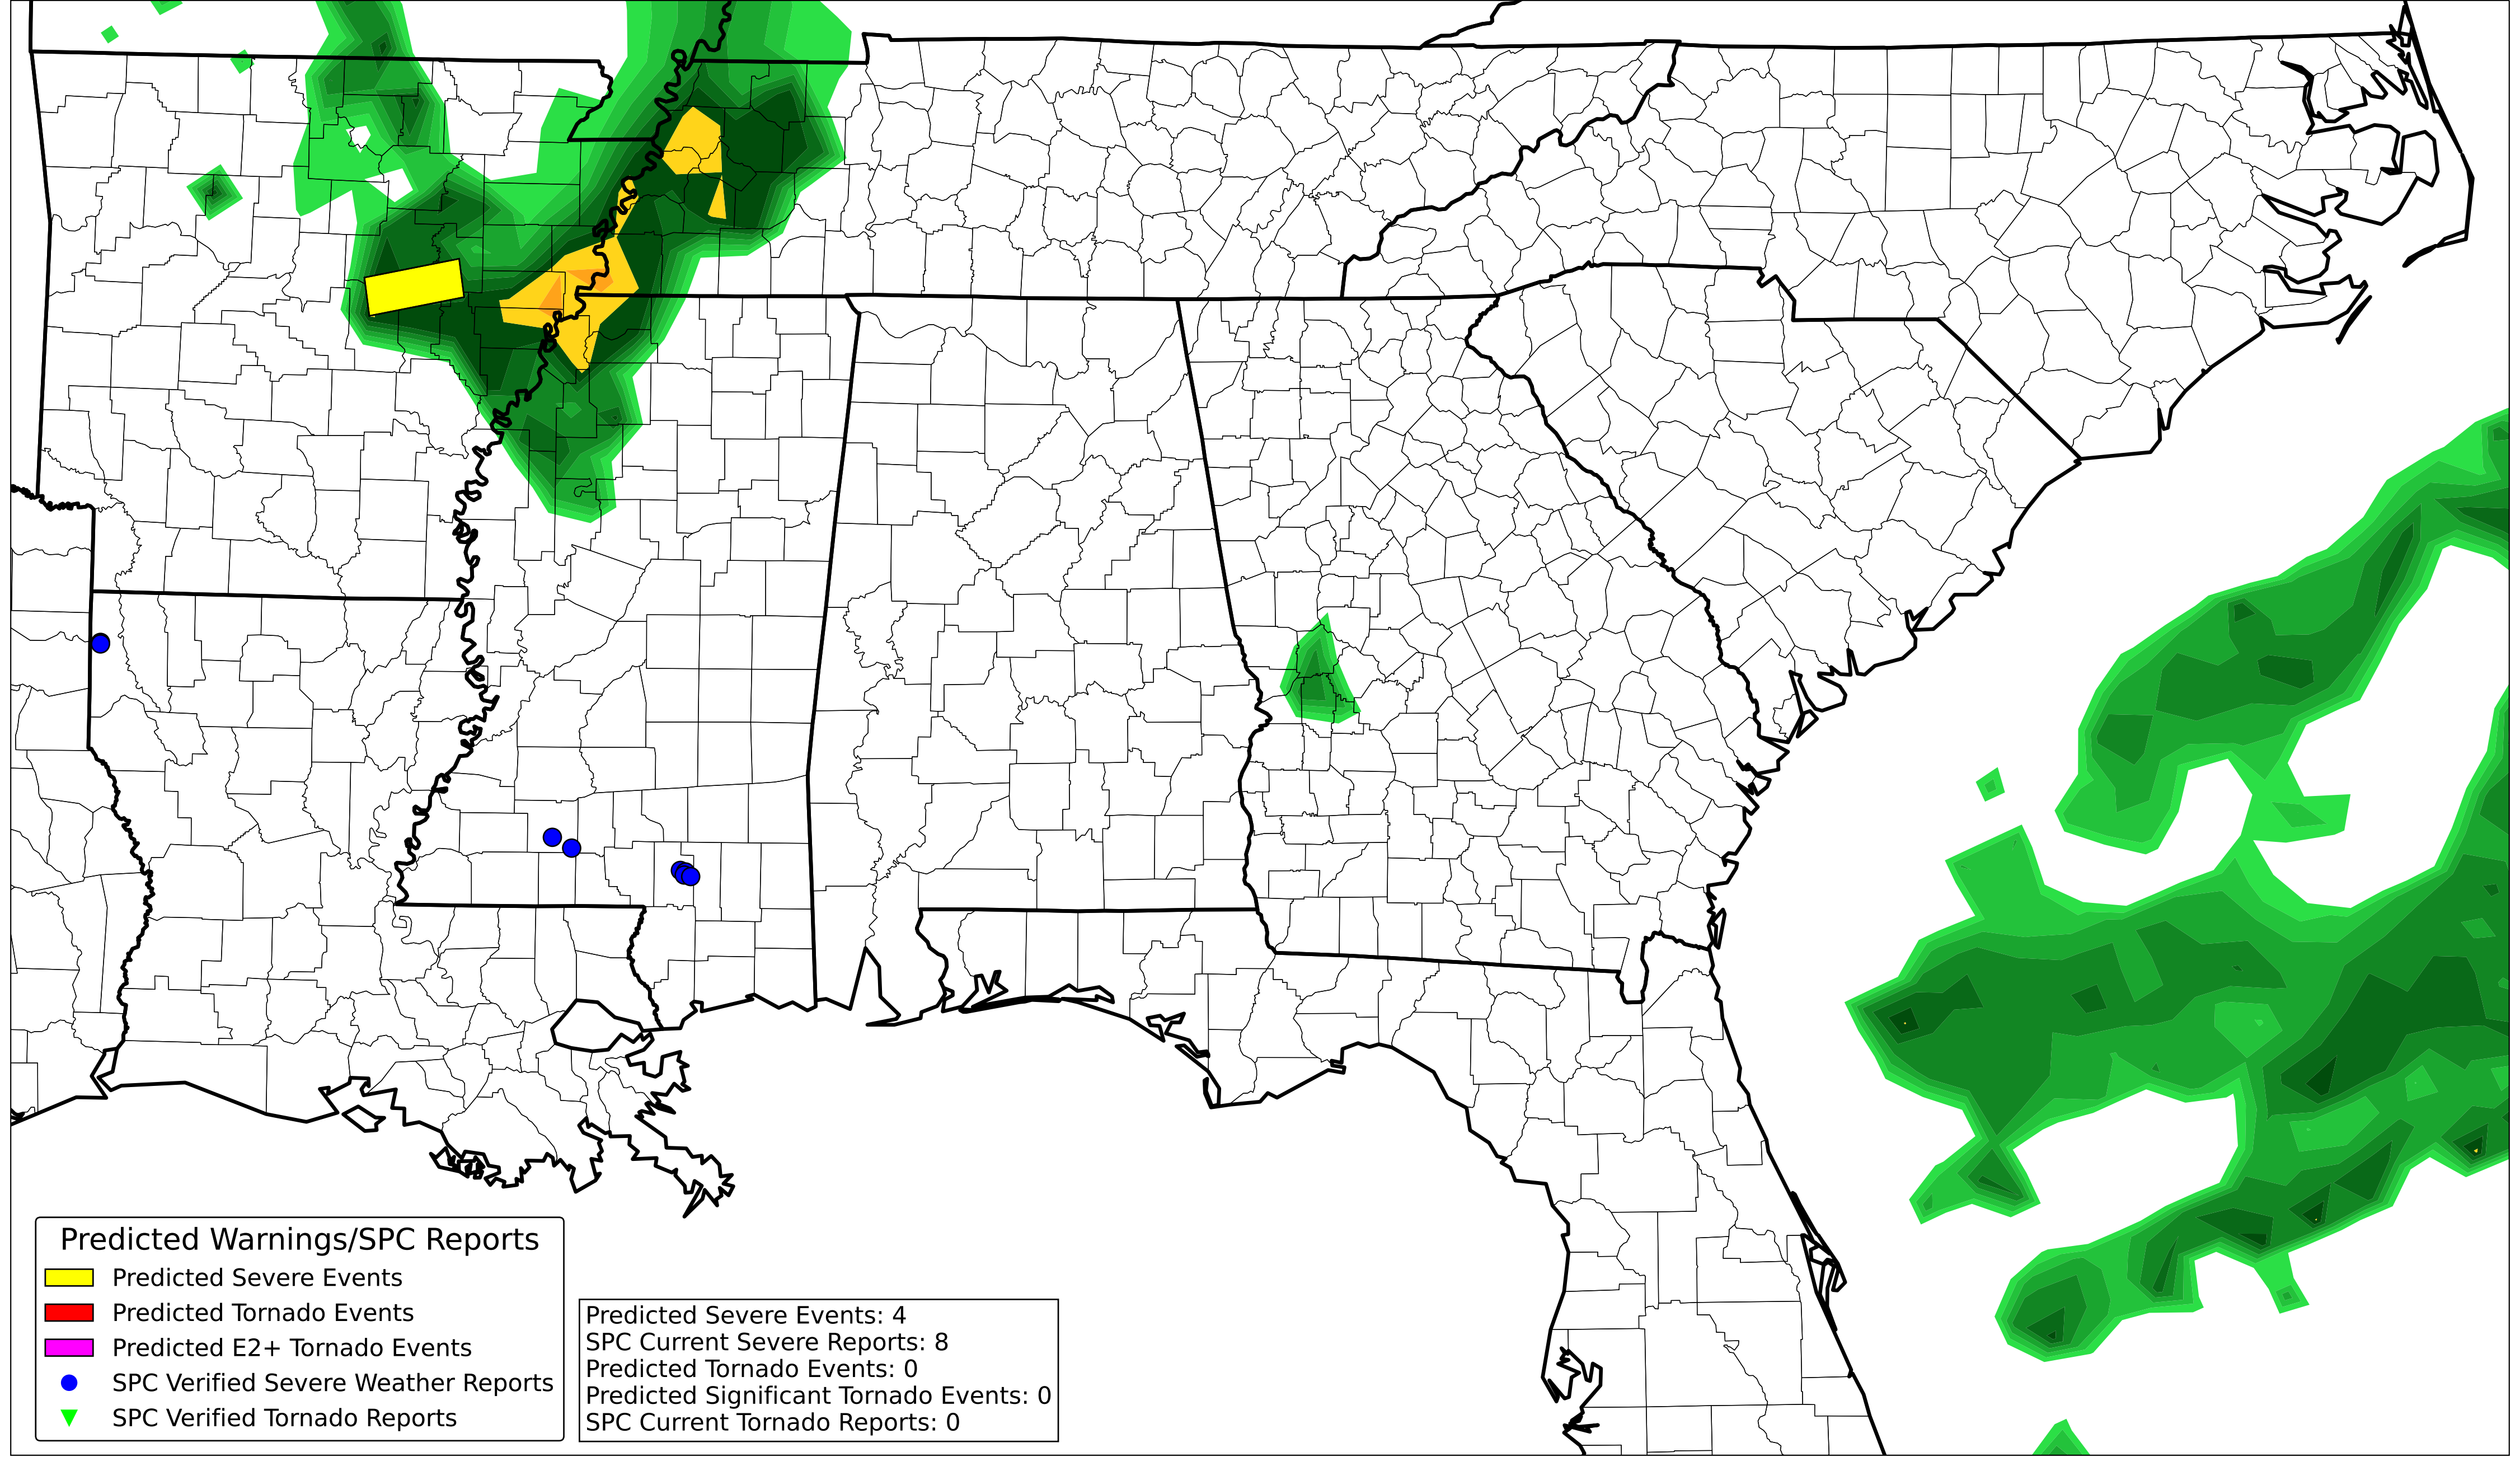 Predicted Warnings/SPC Reports
Predicted Severe Events
Predicted Tornado Events
Predicted E2+ Tornado Events
SPC Verified Severe Weather Reports
SPC Verified Tornado Reports
Predicted Severe Events: 4
SPC Current Severe Reports: 8
Predicted Tornado Events: 0
Predicted Significant Tornado Events: 0
SPC Current Tornado Reports: 0